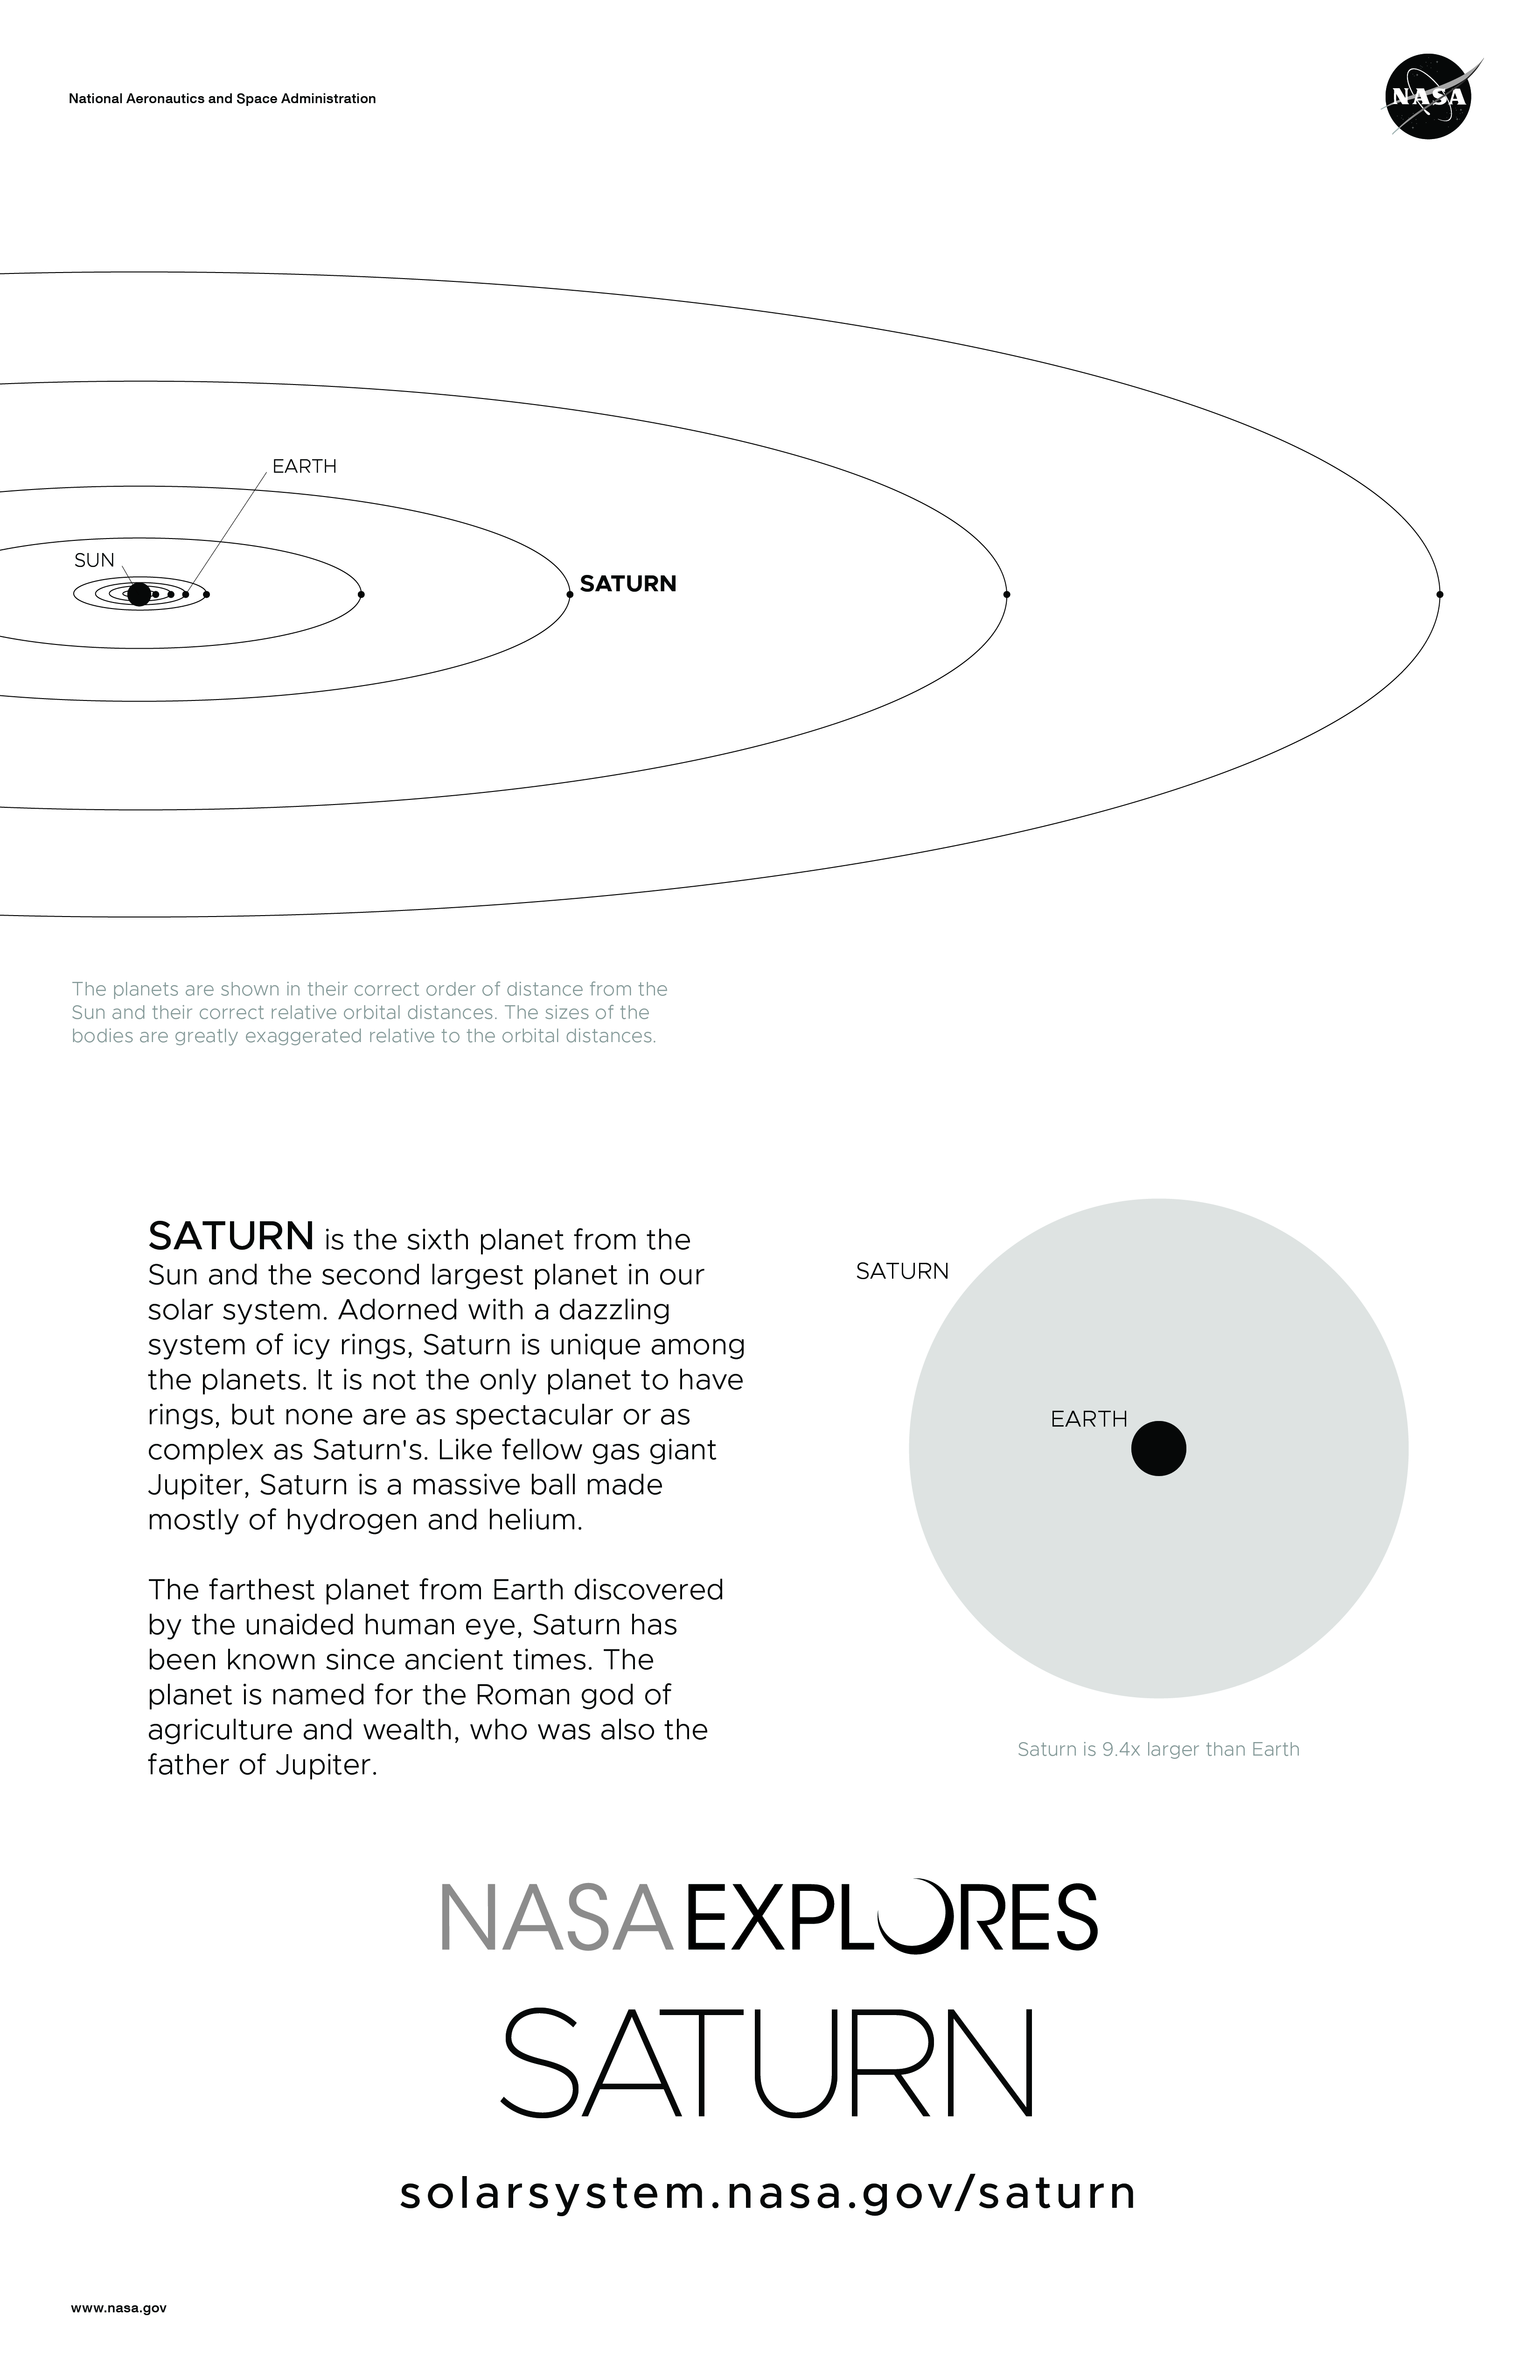 National Aeronautics and Space Administration
NASA
EARTH
SUN
SATURN
The planets are shown in their correct order of distance from the
Sun and their correct relative orbital distances. The sizes of the
bodies are greatly exaggerated relative to the orbital distances.
SATURN is the sixth planet from the
Sun and the second largest planet in our
solar system. Adorned with a dazzling
system of icy rings, Saturn is unique among
the planets. It is not the only planet to have
rings, but none are as spectacular or as
complex as Saturn's. Like fellow gas giant
Jupiter, Saturn is a massive ball made
mostly of hydrogen and helium.
The farthest planet from Earth discovered
by the unaided human eye, Saturn has
been known since ancient times. The
planet is named for the Roman god of
agriculture and wealth, who was also the
father of Jupiter.
SATURN
EARTH
Saturn is 9.4x larger than Earth
NASA EXPLORES
SATURN
solarsystem.nasa.gov/saturn
www.nasa.gov